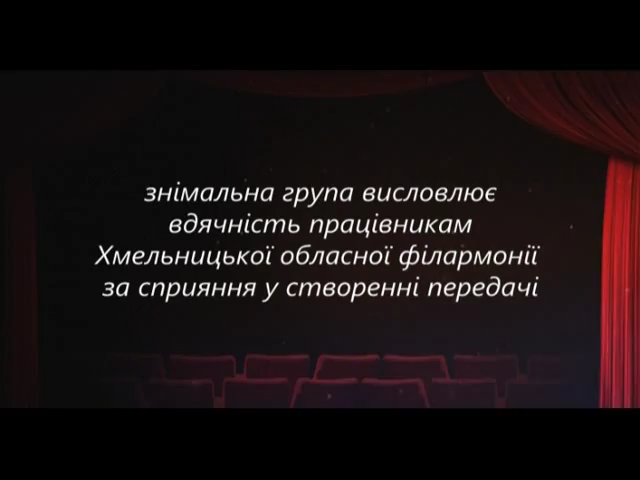 знімальна група висловлює
вдячність працівникам
Хмельницької обласної філармонії
за сприяння у створенні передачі